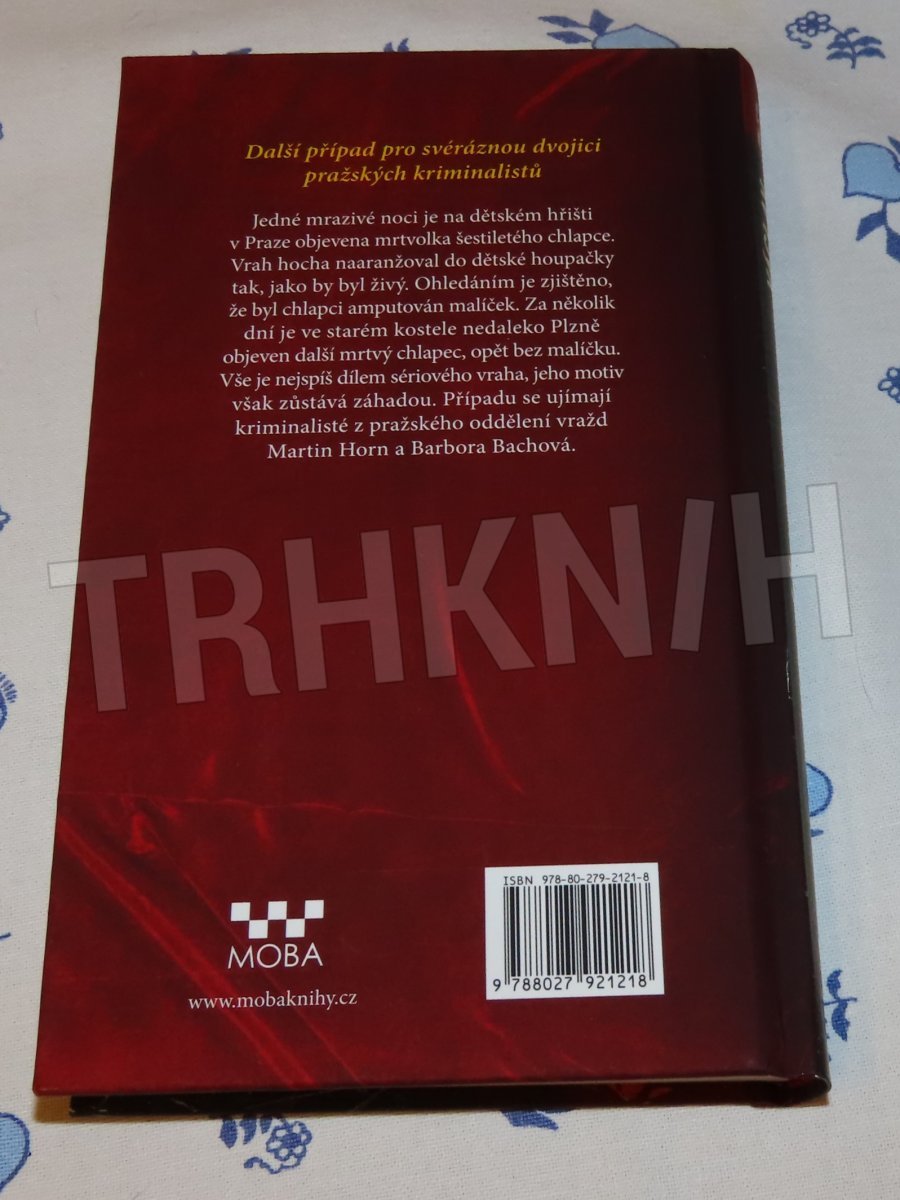 Další případ pro svéráznou dvojici
pražských kriminalistů
Jedné mrazivé noci je na dětském hřišti
v Praze objevena mrtvolka šestiletého chlapce.
Vrah hocha naaranžoval do dětské houpačky
tak, jako by byl živý. Ohledáním je zjištěno,
že byl chlapci amputován malíček. Za několik
dní je ve starém kostele nedaleko Plzně
objeven další mrtvý chlapec, opět bez malíčku.
Vše je nejspíš dílem sériového vraha, jeho motiv
však zůstává záhadou. Případu se ujímají
kriminalisté z pražského oddělení vražd
Martin Horn a Barbora Bachová.
TRHKNIH
ISBN 978-80-279-2121-8
9 788027 921218
MOBA
www.mobaknihy.cz